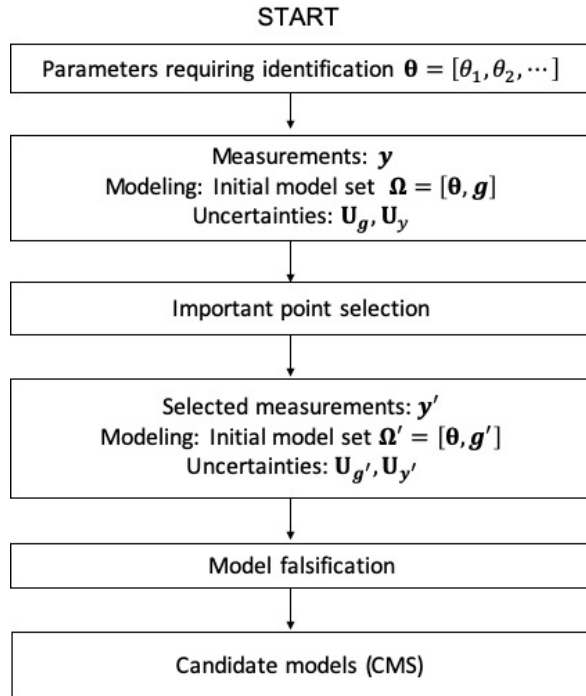 START
Parameters requiring identification 𝛉 = [θ₁, θ₂, ⋯]
Measurements: 𝒚
Modeling: Initial model set 𝛀 = [𝛉, 𝒈]
Uncertainties: 𝐔𝑔, 𝐔𝑦
Important point selection
Selected measurements: 𝒚′
Modeling: Initial model set 𝛀′ = [𝛉, 𝒈′]
Uncertainties: 𝐔𝑔′, 𝐔𝑦′
Model falsification
Candidate models (CMS)